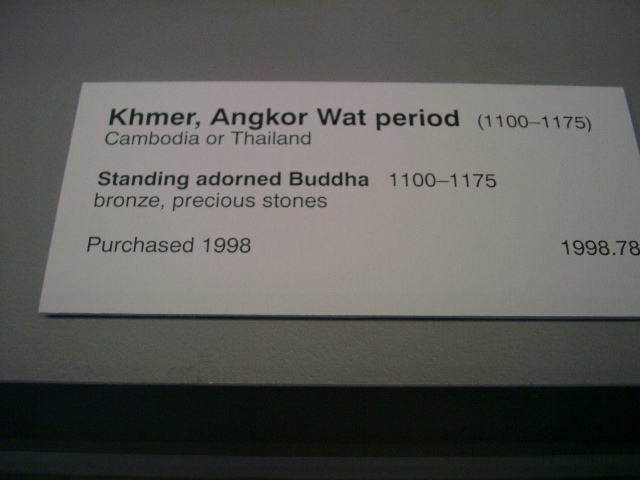 Khmer, Angkor Wat period (1100–1175)
Cambodia or Thailand
Standing adorned Buddha 1100–1175
bronze, precious stones
Purchased 1998 1998.78